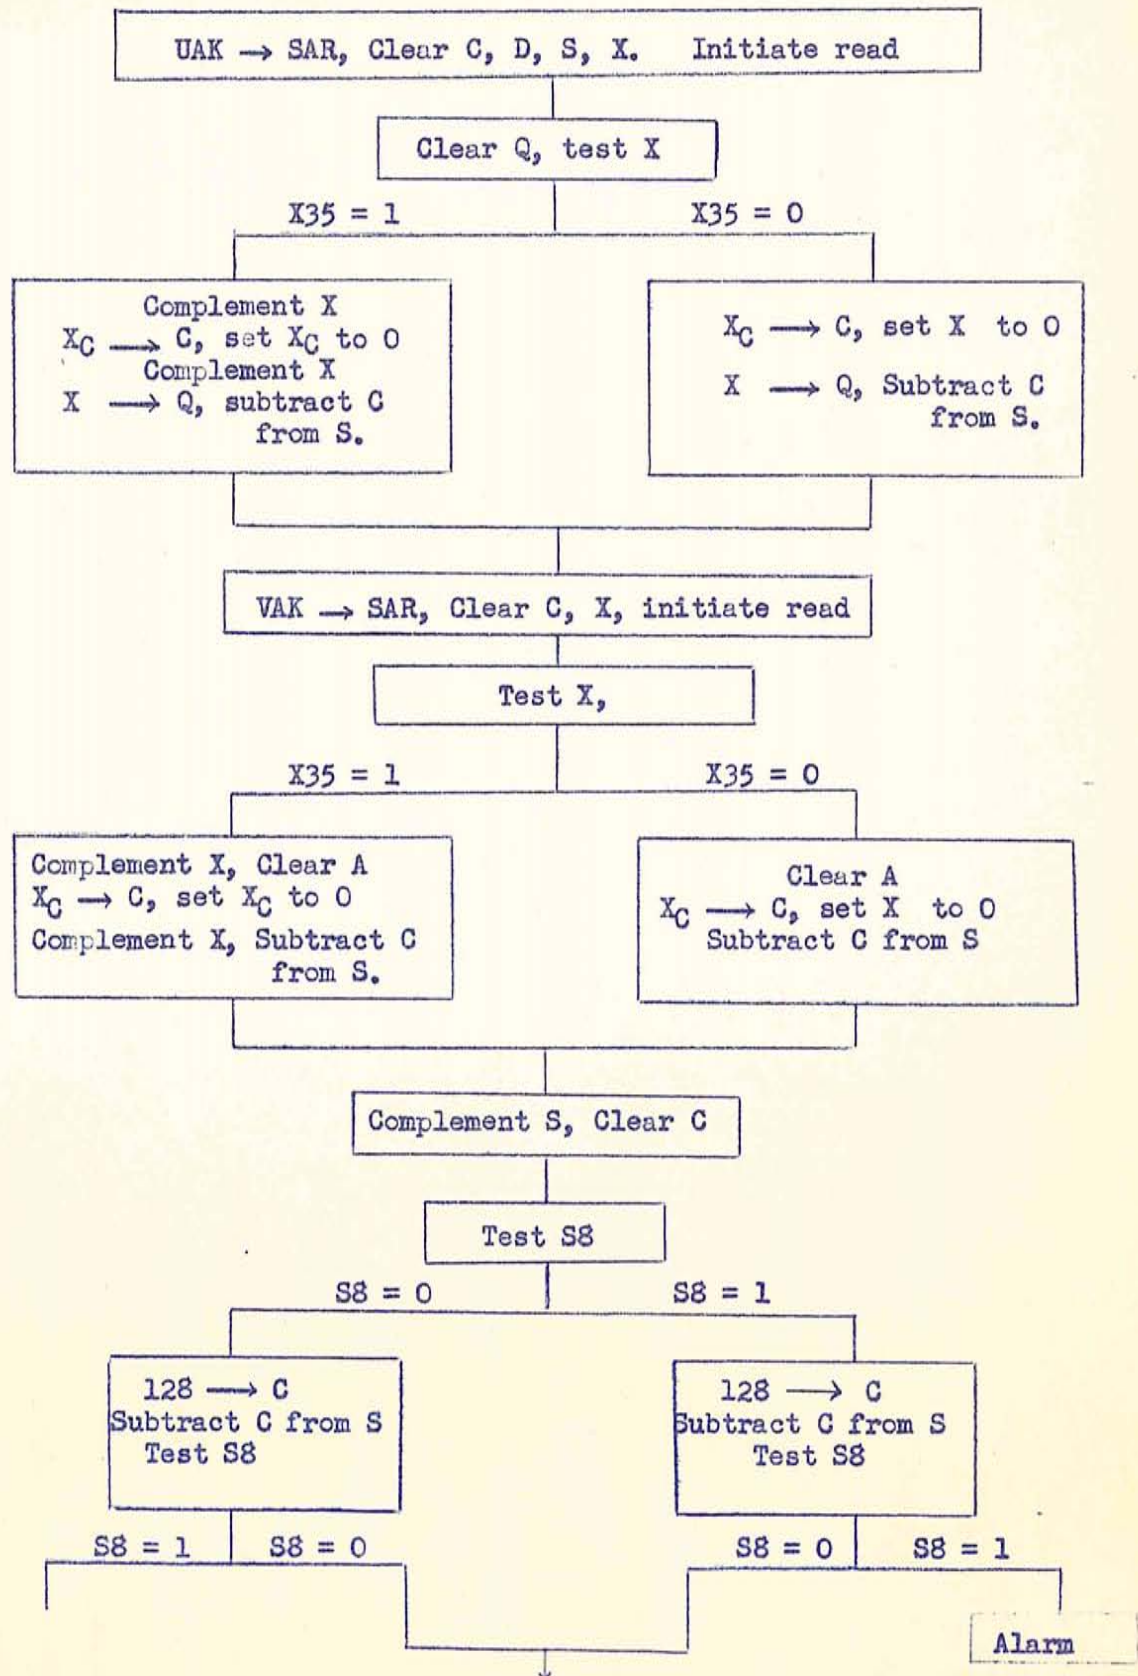 UAK → SAR, Clear C, D, S, X. Initiate read
Clear Q, test X
X35 = 1
X35 = 0
Complement X
XC → C, set XC to 0
Complement X
X → Q, subtract C
from S.
XC → C, set X to 0
X → Q, Subtract C
from S.
VAK → SAR, Clear C, X, initiate read
Test X,
X35 = 1
X35 = 0
Complement X, Clear A
XC → C, set XC to 0
Complement X, Subtract C
from S.
Clear A
XC → C, set X to 0
Subtract C from S
Complement S, Clear C
Test S8
S8 = 0
S8 = 1
128 → C
Subtract C from S
Test S8
128 → C
Subtract C from S
Test S8
S8 = 1
S8 = 0
S8 = 0
S8 = 1
Alarm